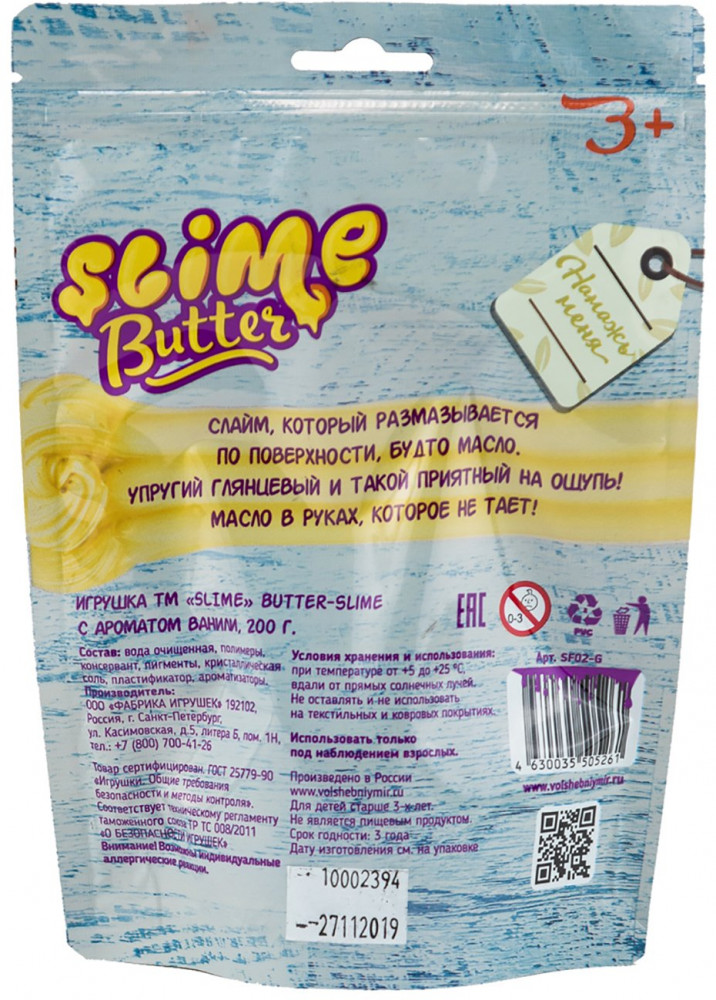 3+
SLIME
Butter
Намажь
меня
СЛАЙМ, КОТОРЫЙ РАЗМАЗЫВАЕТСЯ
ПО ПОВЕРХНОСТИ, БУДТО МАСЛО.
УПРУГИЙ ГЛЯНЦЕВЫЙ И ТАКОЙ ПРИЯТНЫЙ НА ОЩУПЬ!
МАСЛО В РУКАХ, КОТОРОЕ НЕ ТАЕТ!
ИГРУШКА ТМ «SLIME» BUTTER-SLIME
С АРОМАТОМ ВАНИЛИ, 200 Г.
Состав: вода очищенная, полимеры,
консервант, пигменты, кристаллическая
соль, пластификатор, ароматизаторы.
Производитель:
ООО «ФАБРИКА ИГРУШЕК» 192102,
Россия, г. Санкт-Петербург,
ул. Касимовская, д.5, литера Б, пом. 1Н,
тел.: +7 (800) 700-41-26
Товар сертифицирован. ГОСТ 25779-90
«Игрушки. Общие требования
безопасности и методы контроля».
Соответствует техническому регламенту
таможенного союза ТР ТС 008/2011
«О БЕЗОПАСНОСТИ ИГРУШЕК»
Внимание! Возможны индивидуальные
аллергические реакции.
EAC
0-3
PVC
Условия хранения и использования:
при температуре от +5 до +25 °C,
вдали от прямых солнечных лучей.
Не оставлять и не использовать
на текстильных и ковровых покрытиях.
Использовать только
под наблюдением взрослых.
Произведено в России
www.volshebniymir.ru
Для детей старше 3-х лет.
Не является пищевым продуктом.
Срок годности: 3 года
Дату изготовления см. на упаковке
Арт. SF02-G
4 630035 505261
www.volshebniymir.ru
10002394
--27112019